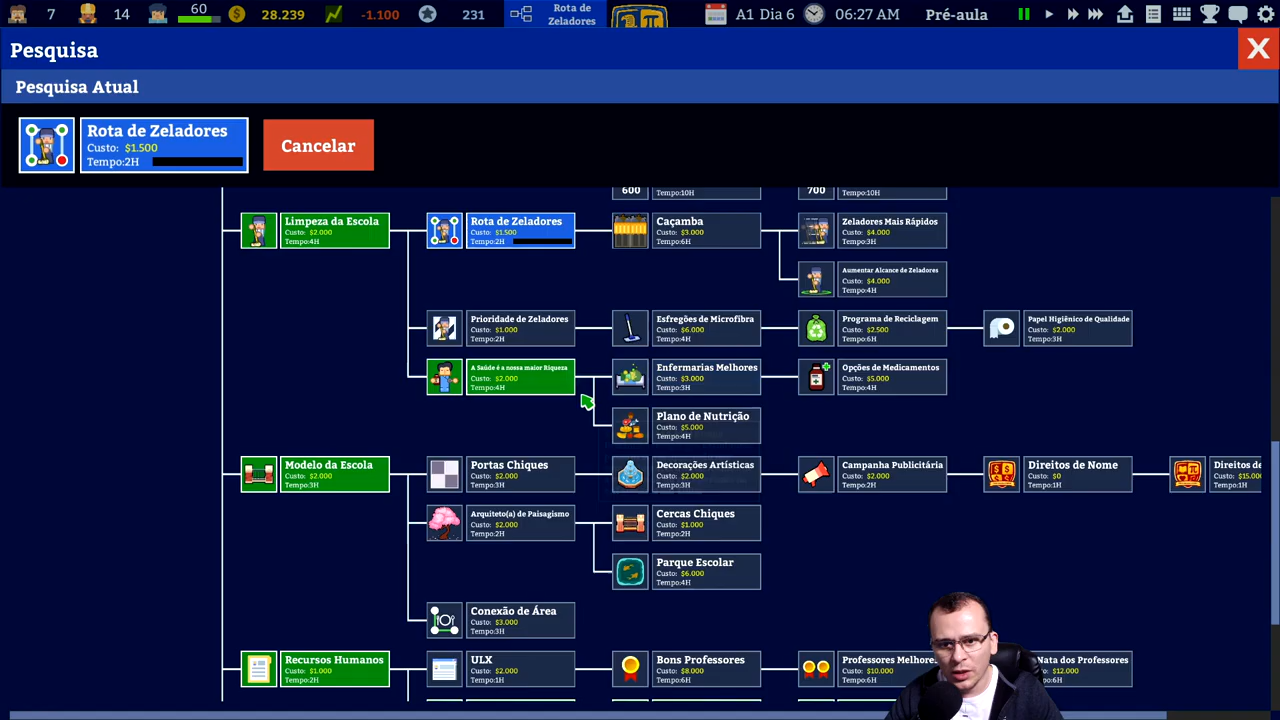 7 14 60 28.239 -1.100 231 Rota de Zeladores A1 Dia 6 06:27 AM Pré-aula
Pesquisa X
Pesquisa Atual
Rota de Zeladores
Custo: $1.500
Tempo:2H
Cancelar
600 Tempo:10H
700 Tempo:10H
Limpeza da Escola
Custo: $2.000
Tempo:4H
Rota de Zeladores
Custo: $1.500
Tempo:2H
Caçamba
Custo: $3.000
Tempo:6H
Zeladores Mais Rápidos
Custo: $4.000
Tempo:3H
Aumentar Alcance de Zeladores
Custo: $4.000
Tempo:4H
Prioridade de Zeladores
Custo: $1.000
Tempo:2H
Esfregões de Microfibra
Custo: $6.000
Tempo:4H
Programa de Reciclagem
Custo: $2.500
Tempo:6H
Papel Higiênico de Qualidade
Custo: $2.000
Tempo:3H
A Saúde é a nossa maior Riqueza
Custo: $2.000
Tempo:4H
Enfermarias Melhores
Custo: $3.000
Tempo:3H
Opções de Medicamentos
Custo: $5.000
Tempo:4H
Plano de Nutrição
Custo: $5.000
Tempo:4H
Modelo da Escola
Custo: $2.000
Tempo:3H
Portas Chiques
Custo: $2.000
Tempo:3H
Decorações Artísticas
Custo: $2.000
Tempo:3H
Campanha Publicitária
Custo: $2.000
Tempo:2H
Direitos de Nome
Custo: $0
Tempo:1H
Direitos de
Custo: $15.000
Tempo:1H
Arquiteto(a) de Paisagismo
Custo: $2.000
Tempo:2H
Cercas Chiques
Custo: $1.000
Tempo:2H
Parque Escolar
Custo: $6.000
Tempo:4H
Conexão de Área
Custo: $3.000
Tempo:3H
Recursos Humanos
Custo: $1.000
Tempo:2H
ULX
Custo: $2.000
Tempo:1H
Bons Professores
Custo: $8.000
Tempo:6H
Professores Melhore
Custo: $10.000
Tempo:6H
Nata dos Professores
Custo: $12.000
Tempo:6H